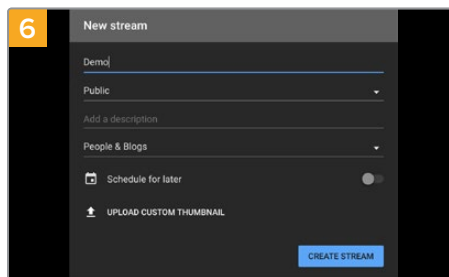 6
New stream
Demo
Public
Add a description
People & Blogs
Schedule for later
UPLOAD CUSTOM THUMBNAIL
CREATE STREAM